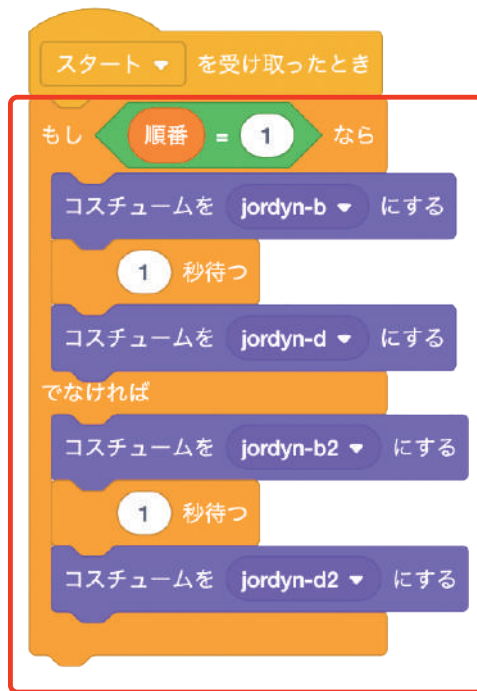 スタート を受け取ったとき
もし 順番 = 1 なら
コスチュームを jordyn-b にする
1 秒待つ
コスチュームを jordyn-d にする
でなければ
コスチュームを jordyn-b2 にする
1 秒待つ
コスチュームを jordyn-d2 にする